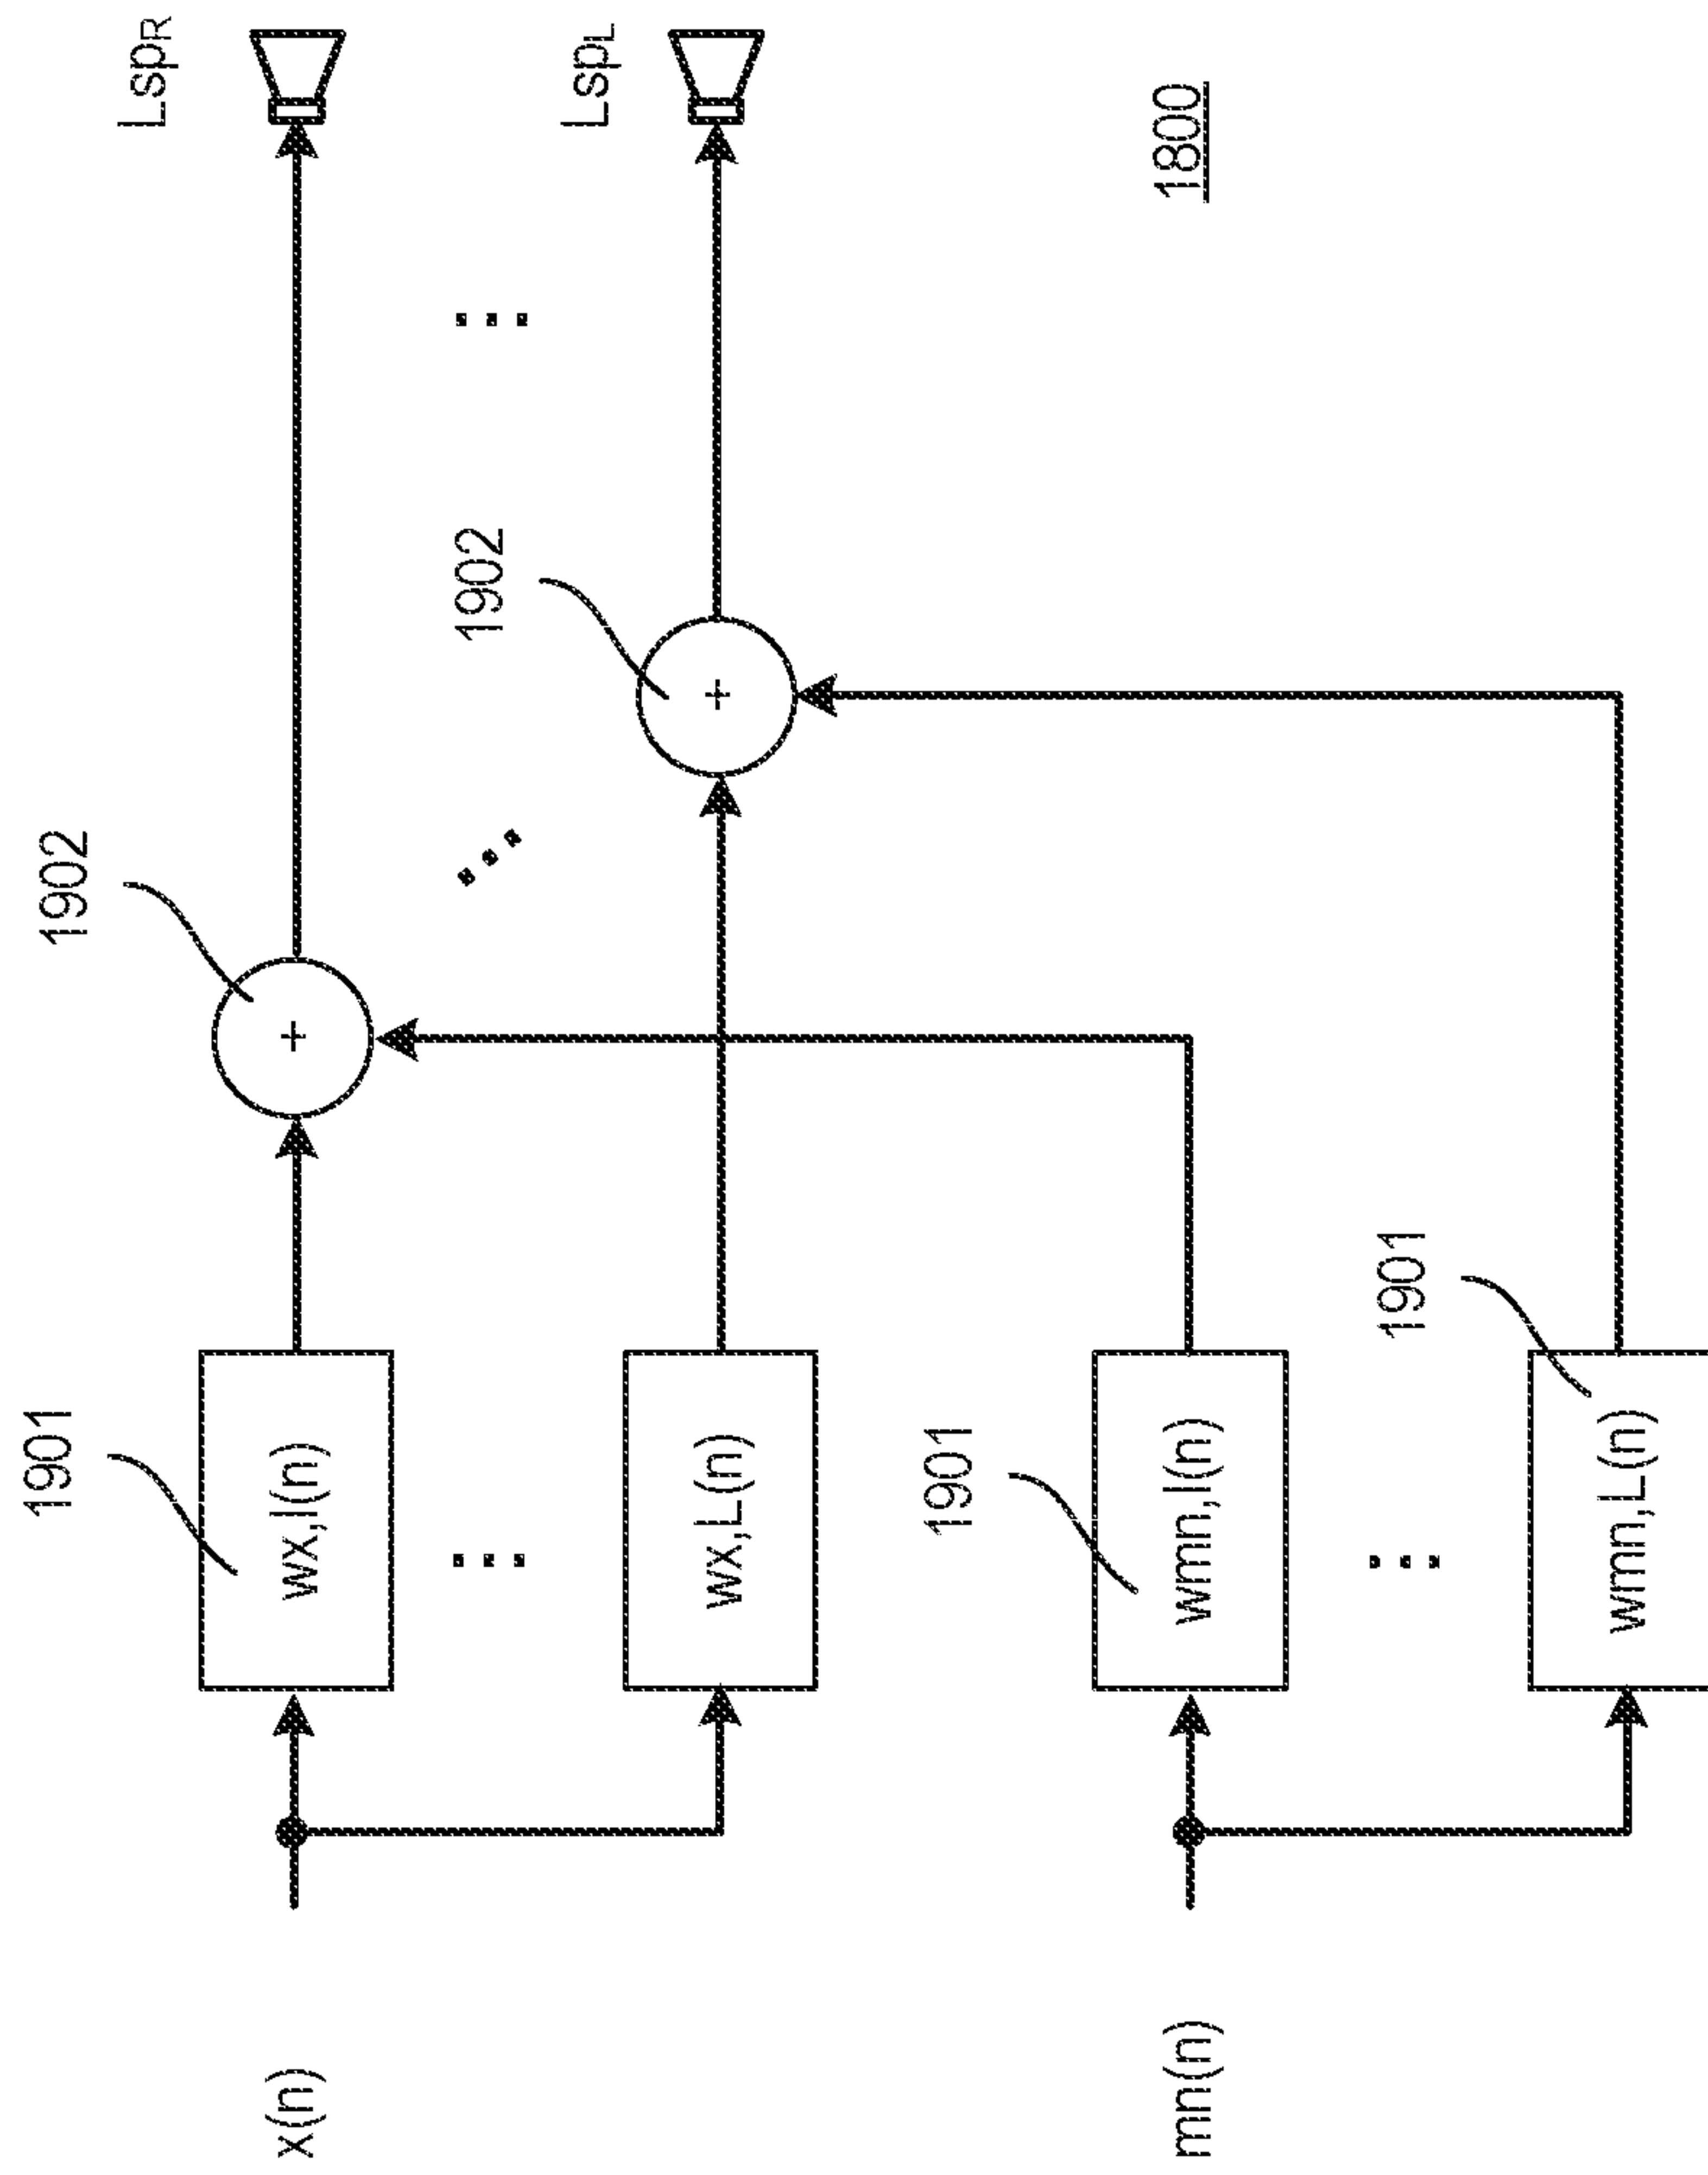 1901
1902
LspR
x(n)
wx,l(n)
+
1902
LspL
wx,L(n)
+
1901
1800
mn(n)
wmn,l(n)
1901
wmn,L(n)